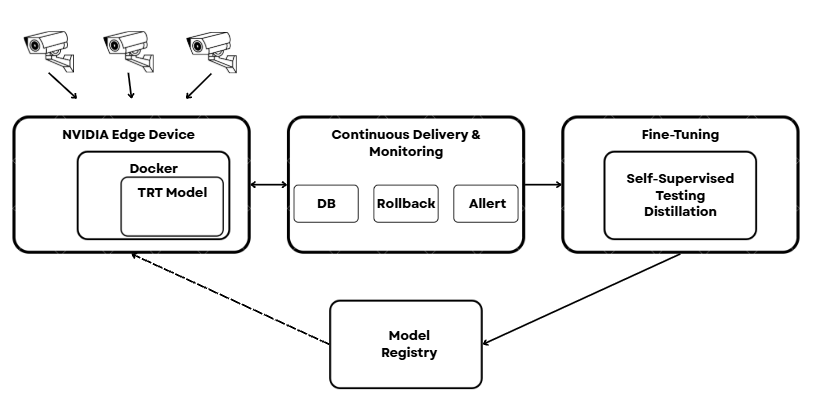 NVIDIA Edge Device
Docker
TRT Model
Continuous Delivery &
Monitoring
DB
Rollback
Allert
Fine-Tuning
Self-Supervised
Testing
Distillation
Model
Registry